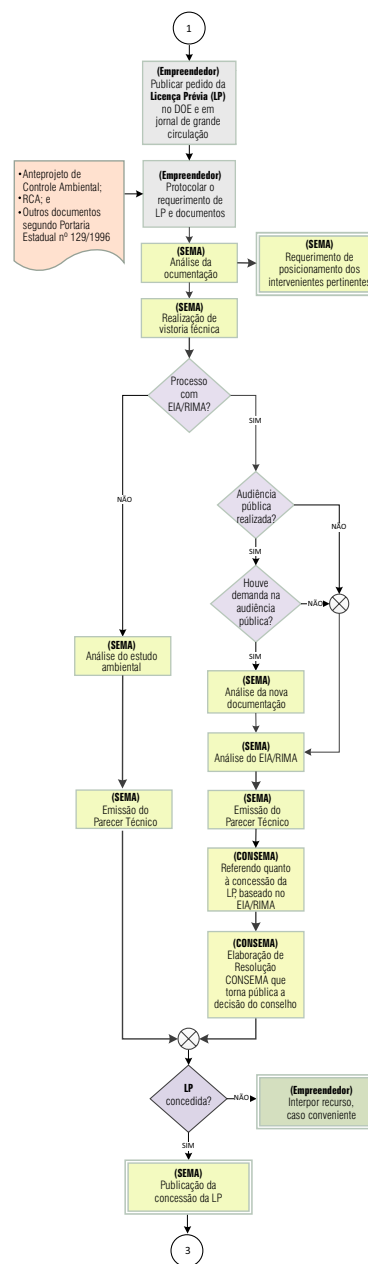 1
(Empreendedor)
Publicar pedido da
Licença Prévia (LP)
no DOE e em
jornal de grande
circulação
•Anteprojeto de
Controle Ambiental;
•RCA; e
•Outros documentos
segundo Portaria
Estadual nº 129/1996
(Empreendedor)
Protocolar o
requerimento de
LP e documentos
(SEMA)
Análise da
ocumentação
(SEMA)
Requerimento de
posicionamento dos
intervenientes pertinentes
(SEMA)
Realização de
vistoria técnica
Processo
com
EIA/RIMA?
SIM
NÃO
Audiência
pública
realizada?
NÃO
SIM
Houve
demanda na
audiência
pública?
NÃO
SIM
(SEMA)
Análise do estudo
ambiental
(SEMA)
Análise da nova
documentação
(SEMA)
Análise do EIA/RIMA
(SEMA)
Emissão do
Parecer Técnico
(SEMA)
Emissão do
Parecer Técnico
(CONSEMA)
Referendo quanto
à concessão da
LP, baseado no
EIA/RIMA
(CONSEMA)
Elaboração de
Resolução
CONSEMA que
torna pública a
decisão do conselho
LP
concedida?
NÃO
(Empreendedor)
Interpor recurso,
caso conveniente
SIM
(SEMA)
Publicação da
concessão da LP
3